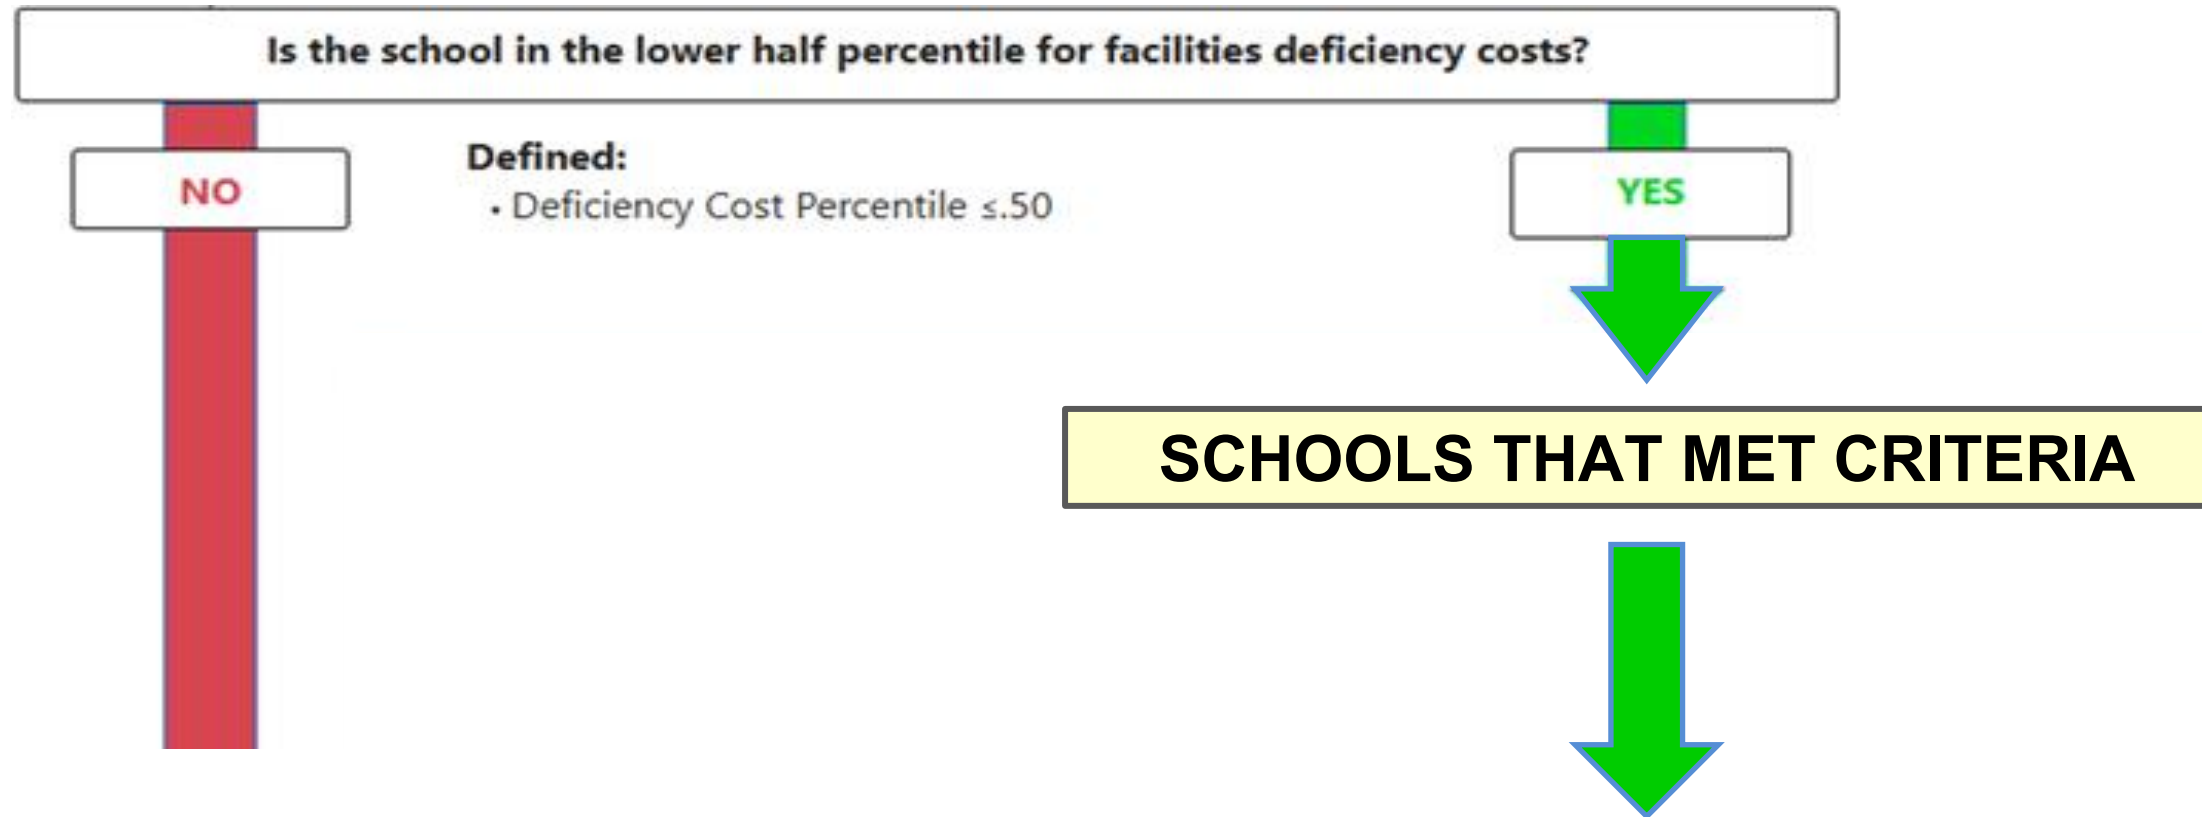 Is the school in the lower half percentile for facilities deficiency costs?
NO
Defined:
• Deficiency Cost Percentile ≤.50
YES
SCHOOLS THAT MET CRITERIA